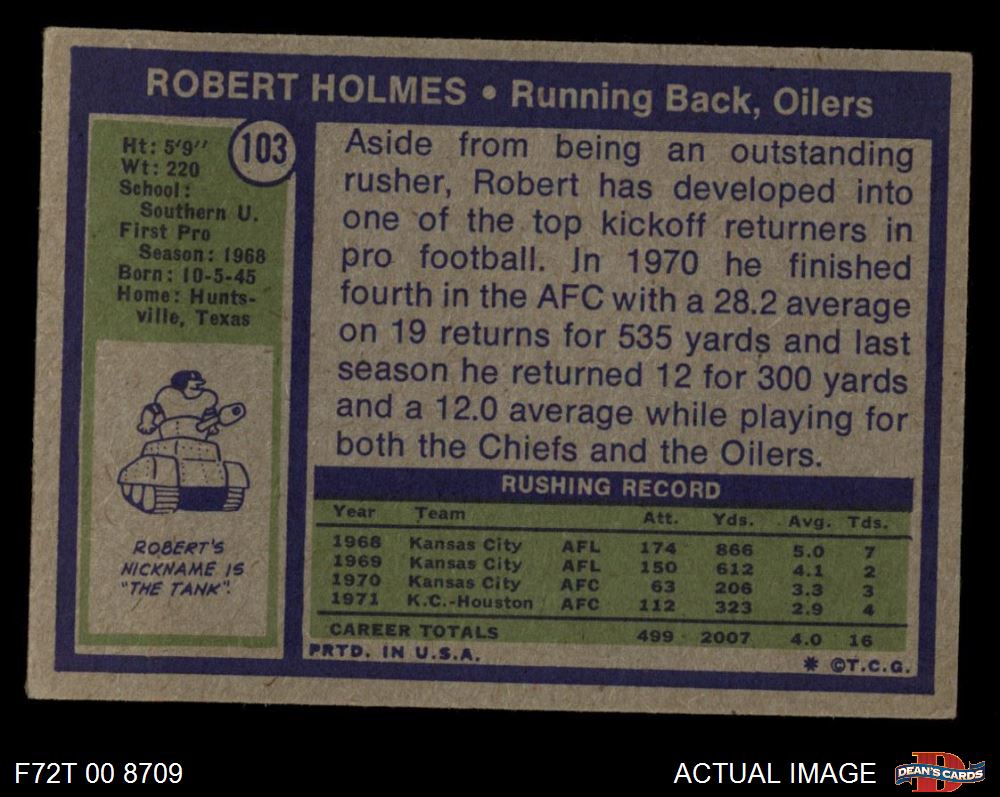 ROBERT HOLMES • Running Back, Oilers
103
Ht: 5'9"
Wt: 220
School:
Southern U.
First Pro
Season: 1968
Born: 10-5-45
Home: Hunts-
ville, Texas
ROBERT'S
NICKNAME IS
"THE TANK".
Aside from being an outstanding
rusher, Robert has developed into
one of the top kickoff returners in
pro football. In 1970 he finished
fourth in the AFC with a 28.2 average
on 19 returns for 535 yards and last
season he returned 12 for 300 yards
and a 12.0 average while playing for
both the Chiefs and the Oilers.
RUSHING RECORD
Year Team Att. Yds. Avg. Tds.
1968 Kansas City AFL 174 866 5.0 7
1969 Kansas City AFL 150 612 4.1 2
1970 Kansas City AFC 63 206 3.3 3
1971 K.C.-Houston AFC 112 323 2.9 4
CAREER TOTALS 499 2007 4.0 16
PRTD. IN U.S.A. * ©T.C.G.
F72T 00 8709
ACTUAL IMAGE
D
DEAN'S CARDS